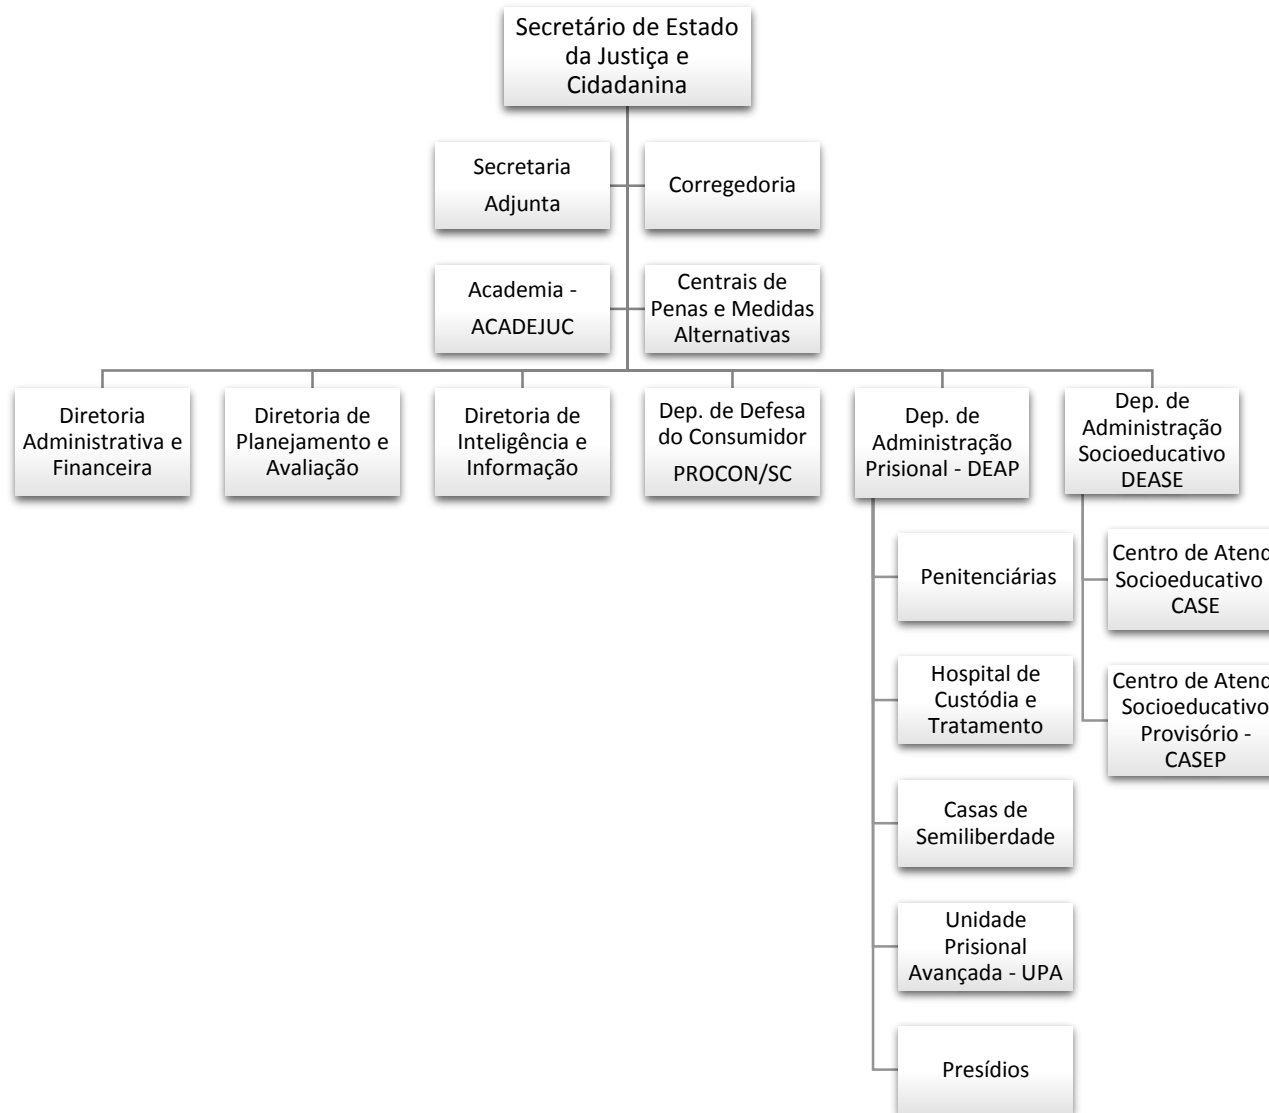 Secretário de Estado
da Justiça e
Cidadanina
Secretaria
Adjunta
Corregedoria
Academia -
ACADEJUC
Centrais de
Penas e Medidas
Alternativas
Diretoria
Administrativa e
Financeira
Diretoria de
Planejamento e
Avaliação
Diretoria de
Inteligência e
Informação
Dep. de Defesa
do Consumidor
PROCON/SC
Dep. de
Administração
Prisional - DEAP
Dep. de
Administração
Socioeducativo
DEASE
Penitenciárias
Hospital de
Custódia e
Tratamento
Casas de
Semiliberdade
Unidade
Prisional
Avançada - UPA
Presídios
Centro de Atend
Socioeducativo
CASE
Centro de Atend
Socioeducativo
Provisório -
CASEP